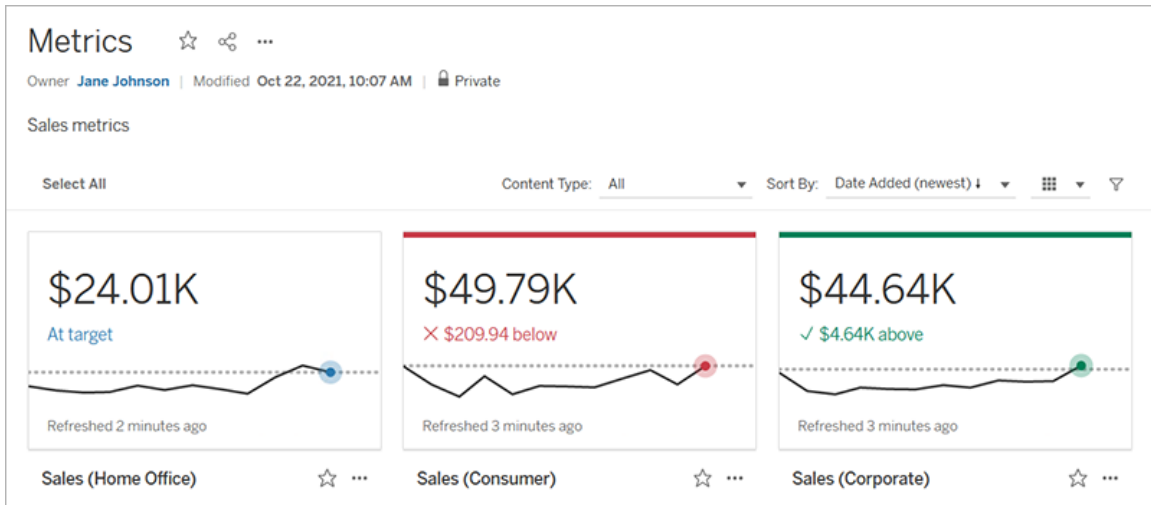 Metrics
Owner Jane Johnson | Modified Oct 22, 2021, 10:07 AM | Private
Sales metrics
Select All Content Type: All Sort By: Date Added (newest) ↓
$24.01K $49.79K $44.64K
At target × $209.94 below ✓ $4.64K above
Refreshed 2 minutes ago Refreshed 3 minutes ago Refreshed 3 minutes ago
Sales (Home Office) Sales (Consumer) Sales (Corporate)